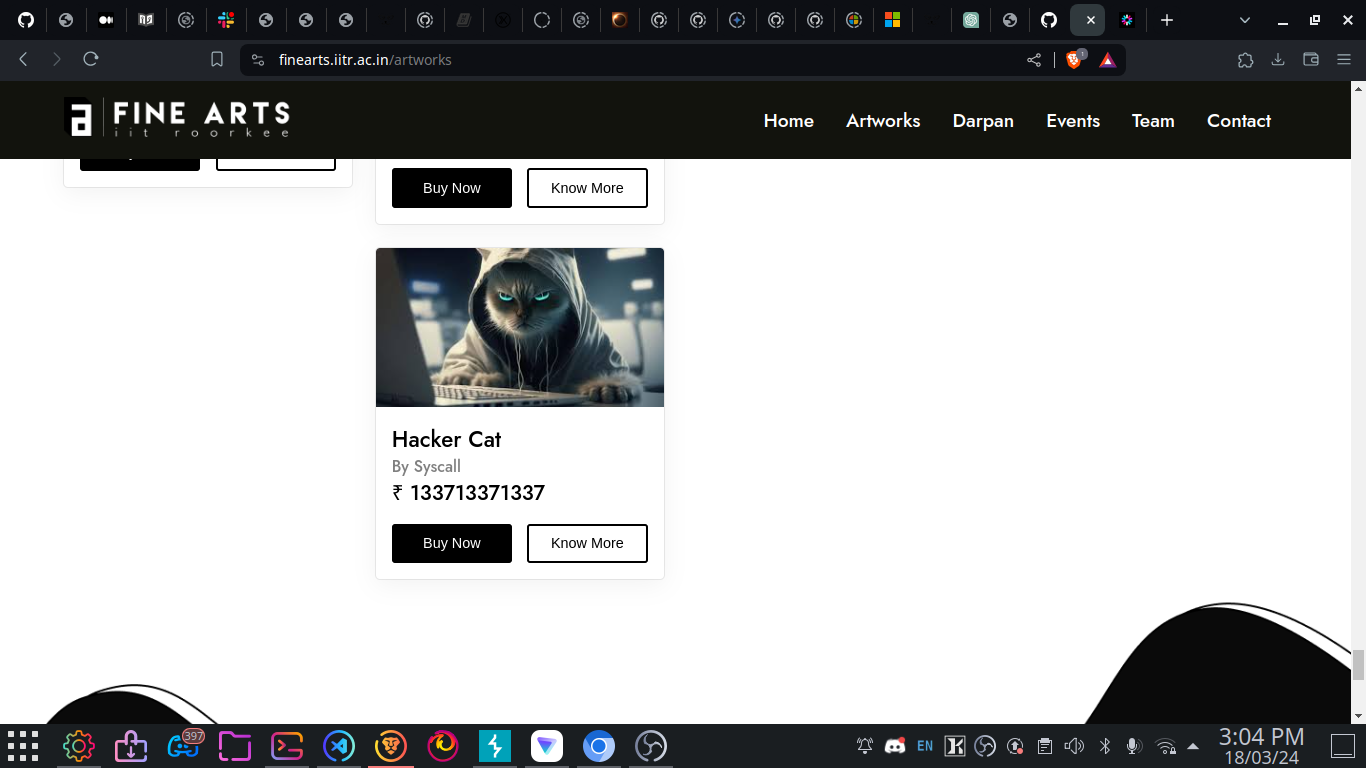 finearts.iitr.ac.in/artworks
1
a FINE ARTS
iit roorkee
Home Artworks Darpan Events Team Contact
Buy Now Know More
Hacker Cat
By Syscall
₹ 133713371337
Buy Now Know More
397
EN
3:04 PM
18/03/24